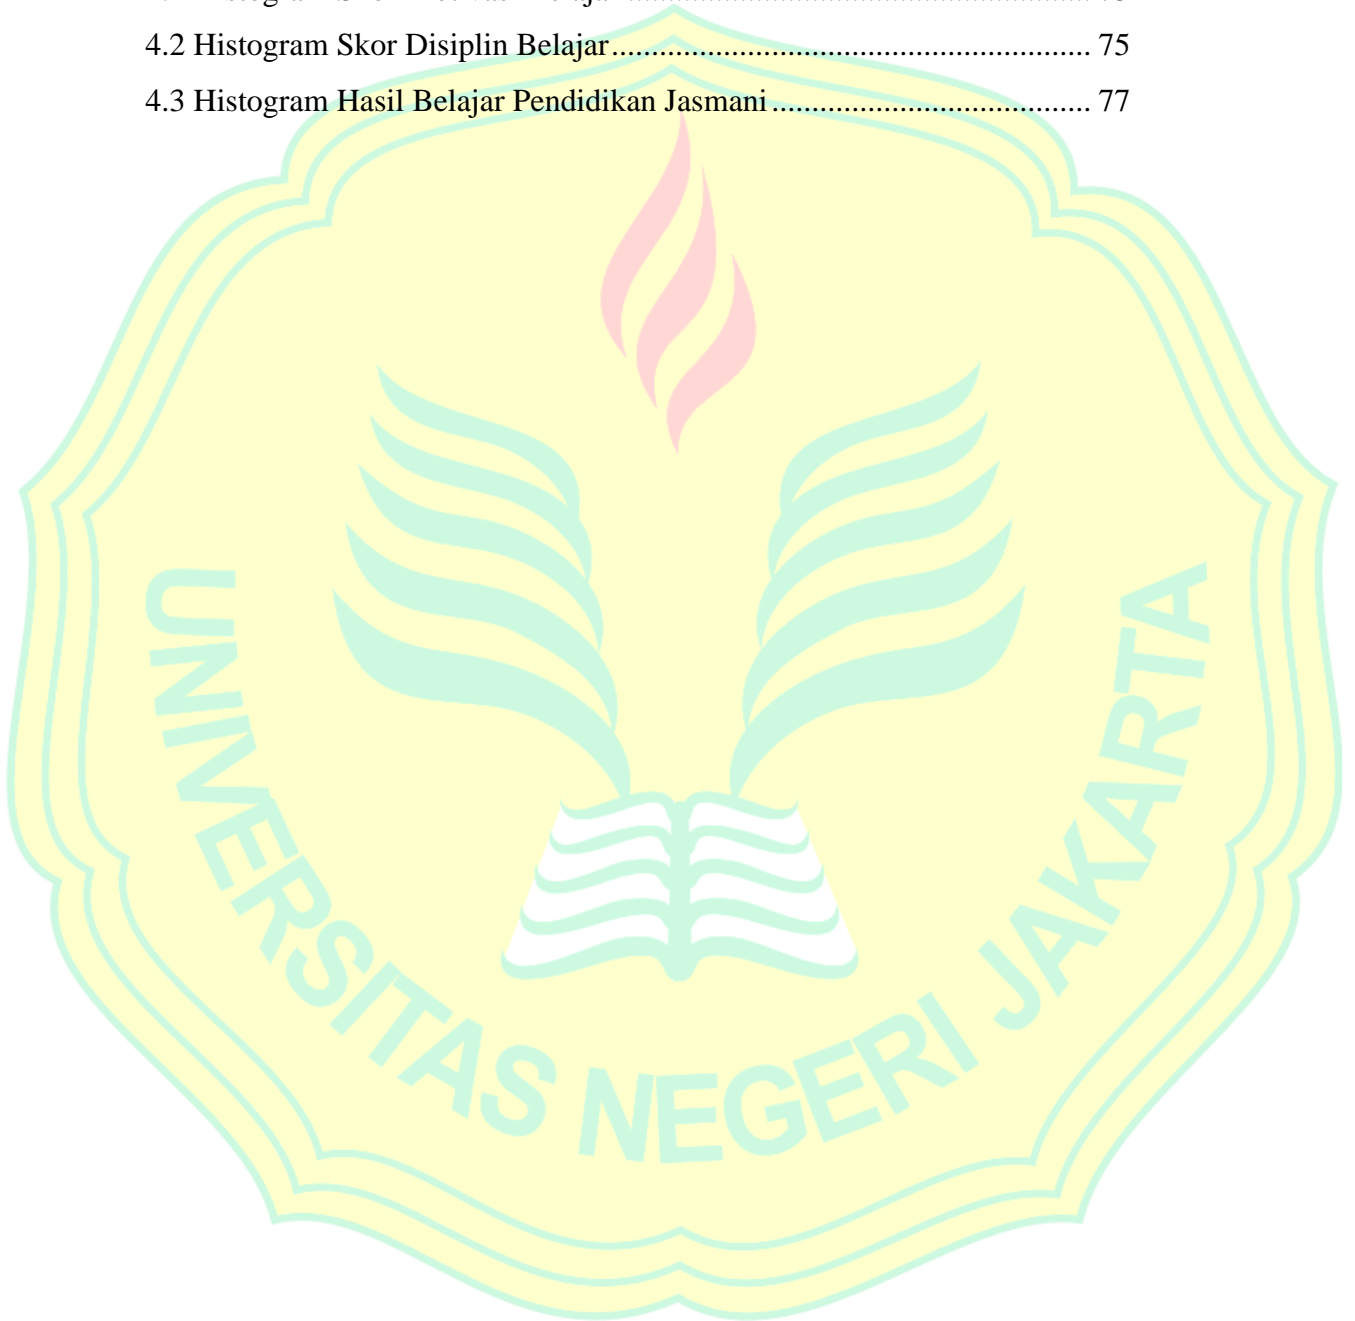 4.2 Histogram Skor Disiplin Belajar............................................................ 75
4.3 Histogram Hasil Belajar Pendidikan Jasmani........................................ 77
UNIVERSITAS NEGERI JAKARTA